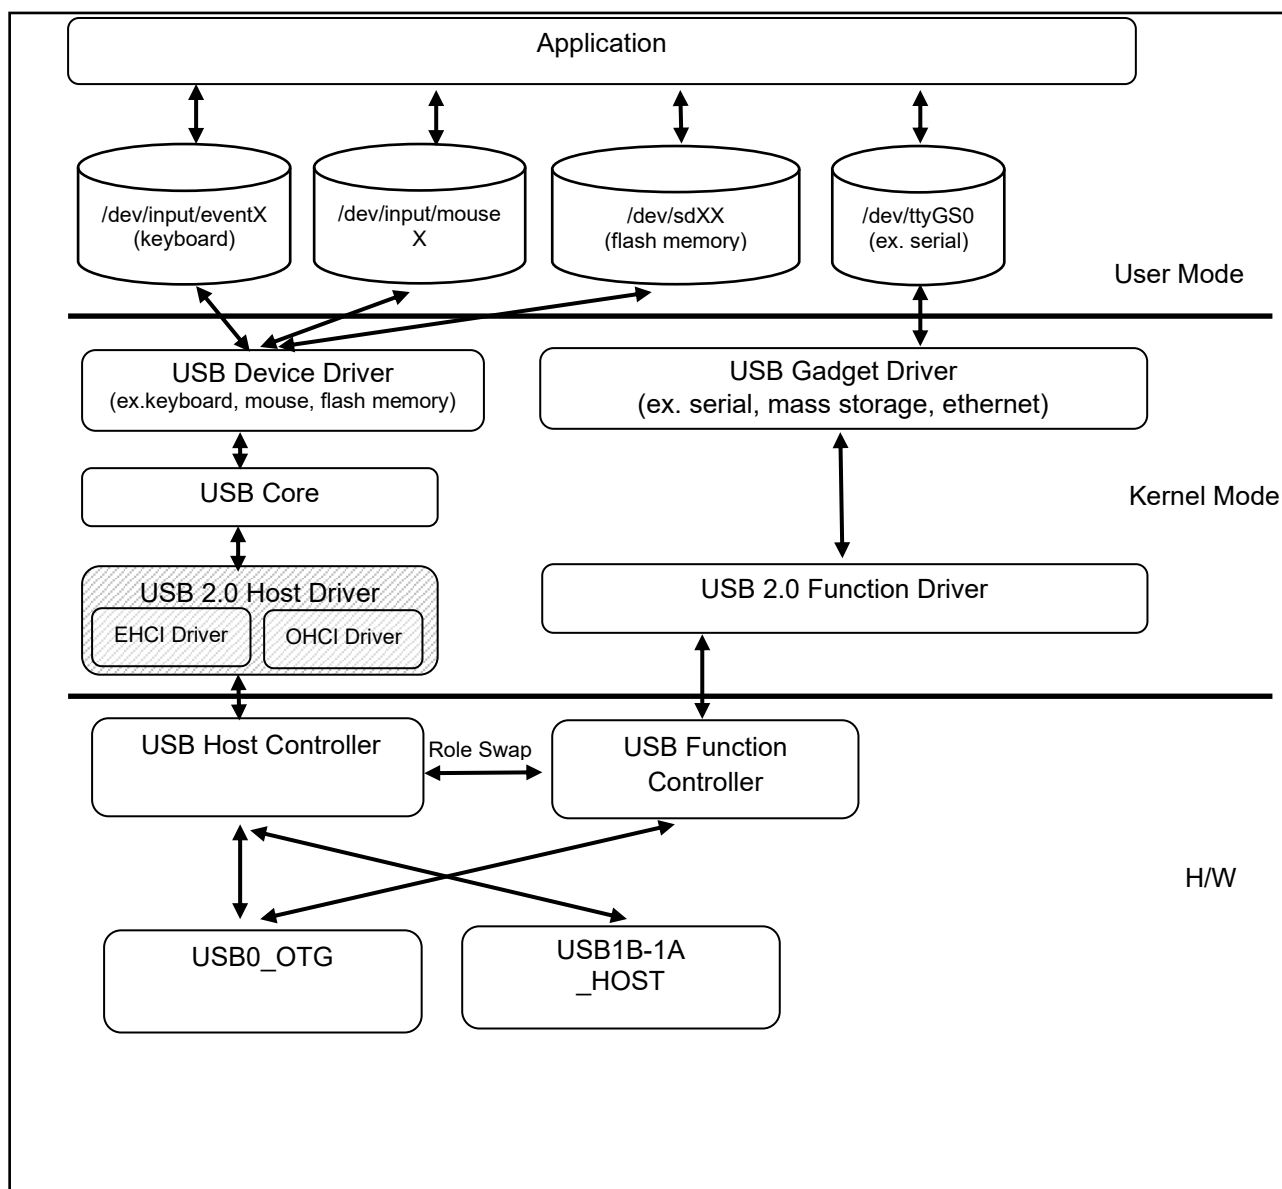 Application
/dev/input/eventX
(keyboard)
/dev/input/mouse
X
/dev/sdXX
(flash memory)
/dev/ttyGS0
(ex. serial)
User Mode
USB Device Driver
(ex.keyboard, mouse, flash memory)
USB Gadget Driver
(ex. serial, mass storage, ethernet)
USB Core
Kernel Mode
USB 2.0 Host Driver
EHCI Driver
OHCI Driver
USB 2.0 Function Driver
USB Host Controller
Role Swap
USB Function
Controller
H/W
USB0_OTG
USB1B-1A
_HOST